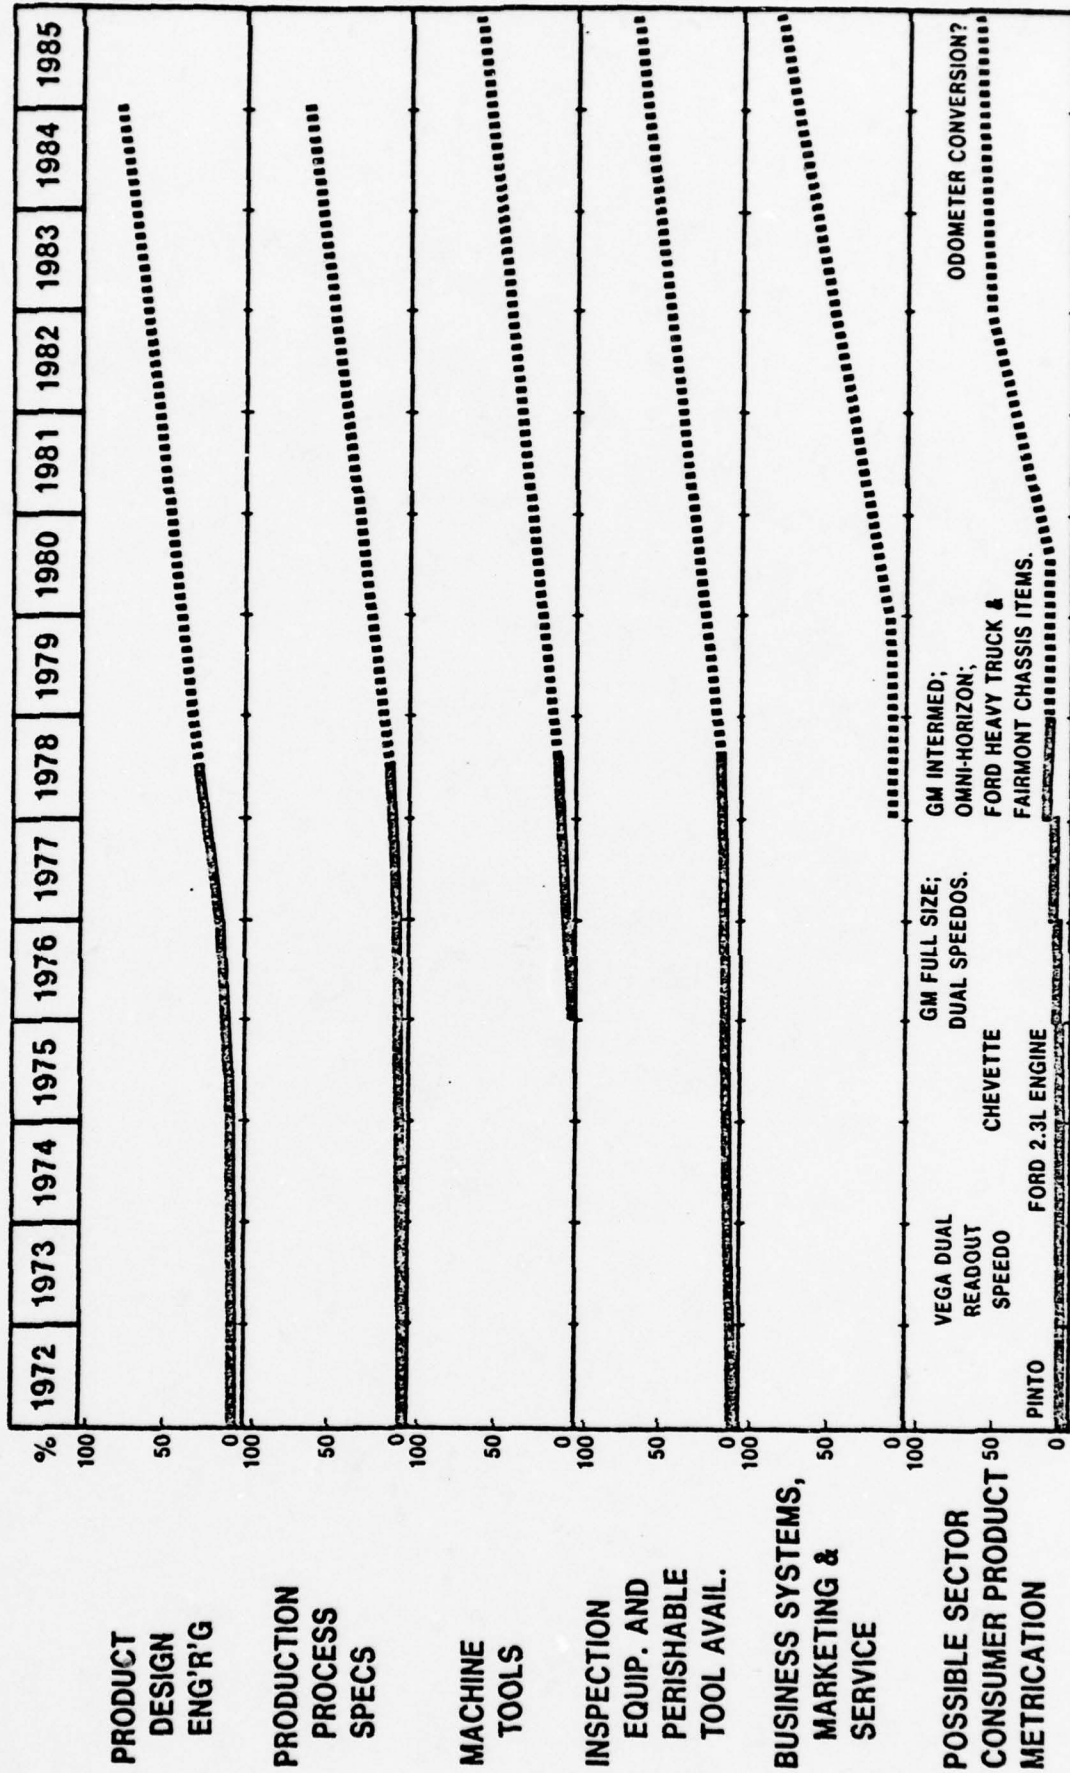 % 1972 1973 1974 1975 1976 1977 1978 1979 1980 1981 1982 1983 1984 1985
PRODUCT
DESIGN
ENG'R'G
100
50
0
PRODUCTION
PROCESS
SPECS
100
50
0
MACHINE
TOOLS
100
50
0
INSPECTION
EQUIP. AND
PERISHABLE
TOOL AVAIL.
100
50
0
BUSINESS SYSTEMS,
MARKETING &
SERVICE
100
50
0
POSSIBLE SECTOR
CONSUMER PRODUCT
METRICATION
100
50
0
PINTO
VEGA DUAL
READOUT
SPEEDO
FORD 2.3L ENGINE
CHEVETTE
GM FULL SIZE;
DUAL SPEEDOS.
GM INTERMED;
OMNI-HORIZON;
FORD HEAVY TRUCK &
FAIRMONT CHASSIS ITEMS.
ODOMETER CONVERSION?